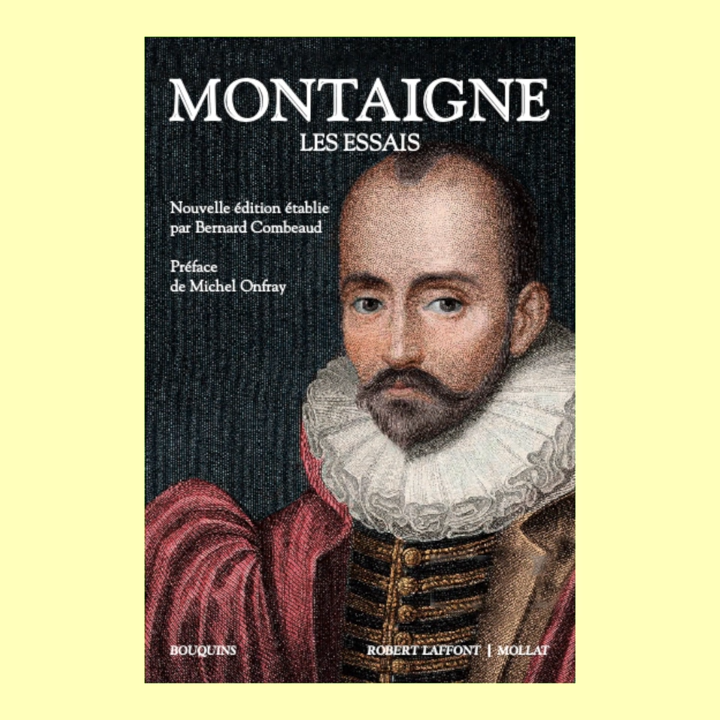 MONTAIGNE
LES ESSAIS
Nouvelle édition établie
par Bernard Combeaud
Préface
de Michel Onfray
BOUQUINS
ROBERT LAFFONT | MOLLAT